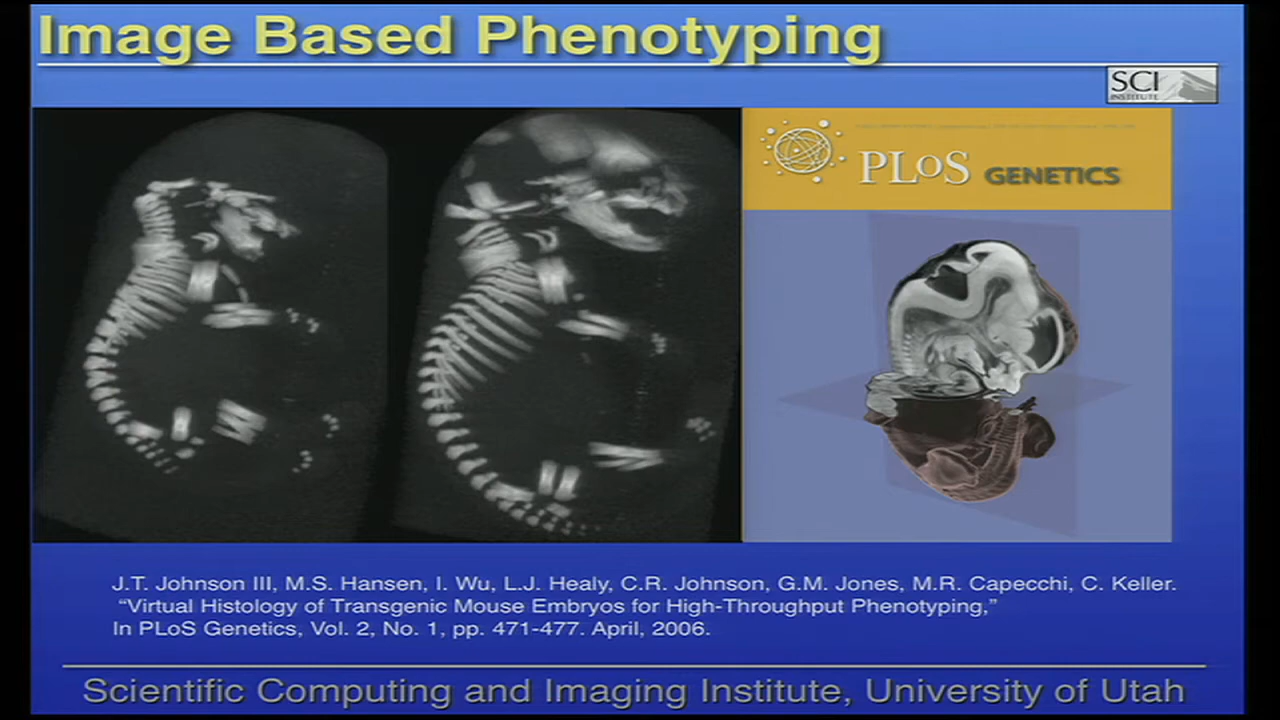 Image Based Phenotyping
SCI
INSTITUTE
PLoS GENETICS
J.T. Johnson III, M.S. Hansen, I. Wu, L.J. Healy, C.R. Johnson, G.M. Jones, M.R. Capecchi, C. Keller.
“Virtual Histology of Transgenic Mouse Embryos for High-Throughput Phenotyping,”
In PLoS Genetics, Vol. 2, No. 1, pp. 471-477. April, 2006.
Scientific Computing and Imaging Institute, University of Utah